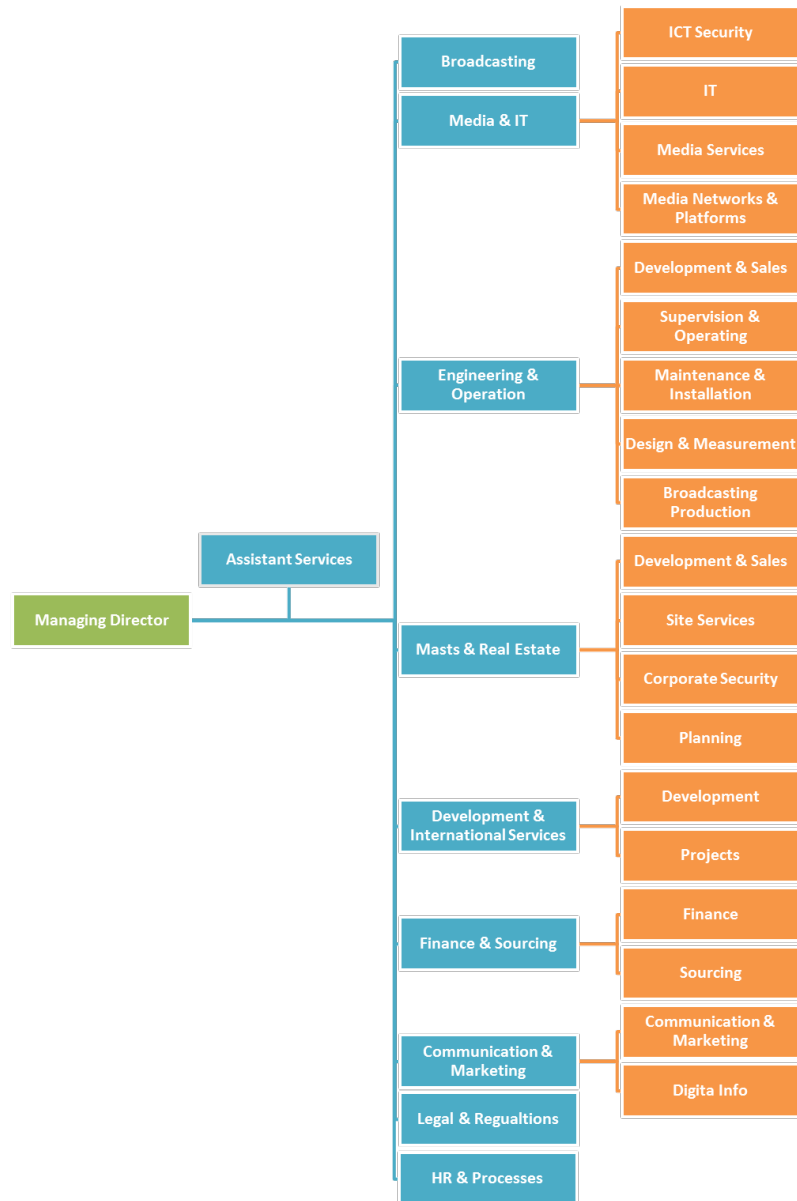 Managing Director
Assistant Services
Broadcasting
Media & IT
ICT Security
IT
Media Services
Media Networks &
Platforms
Engineering &
Operation
Development & Sales
Supervision &
Operating
Maintenance &
Installation
Design & Measurement
Broadcasting
Production
Masts & Real Estate
Development & Sales
Site Services
Corporate Security
Planning
Development &
International Services
Development
Projects
Finance & Sourcing
Finance
Sourcing
Communication &
Marketing
Communication &
Marketing
Digita Info
Legal & Regualtions
HR & Processes